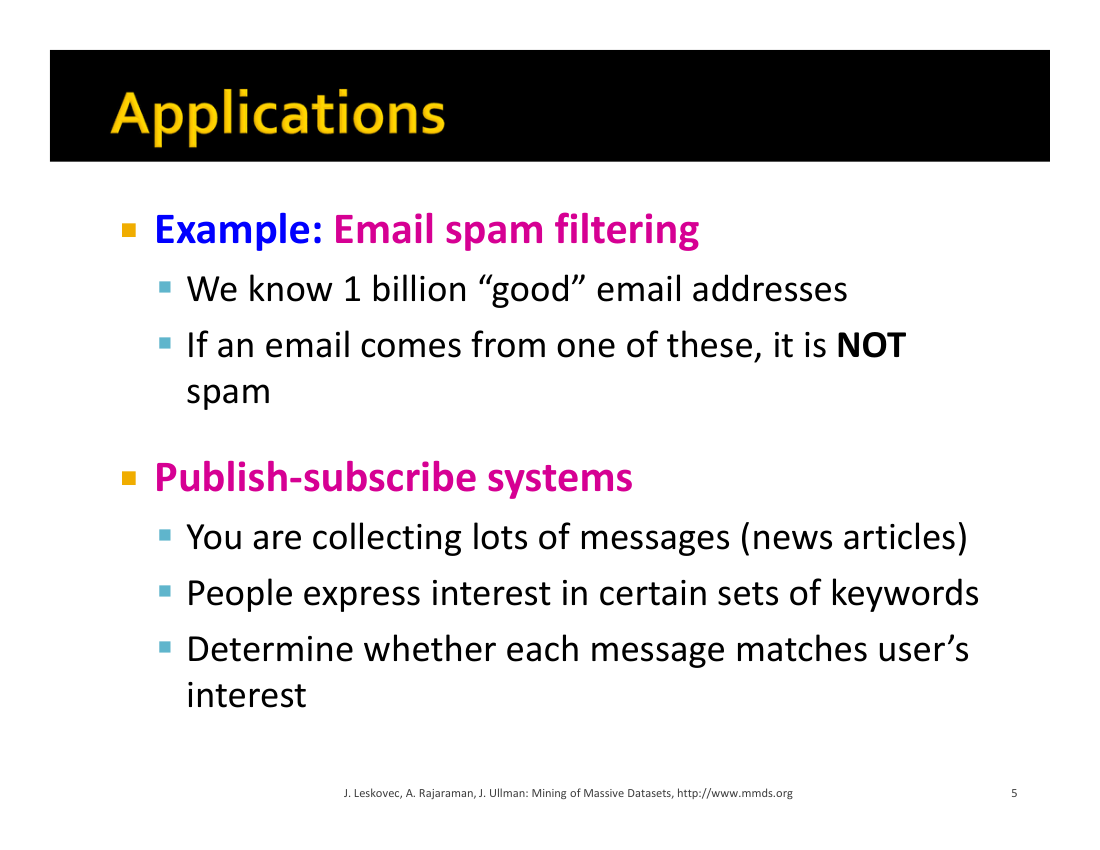 Applications
Example: Email spam filtering
We know 1 billion “good” email addresses
If an email comes from one of these, it is NOT
spam
Publish-subscribe systems
You are collecting lots of messages (news articles)
People express interest in certain sets of keywords
Determine whether each message matches user’s
interest
J. Leskovec, A. Rajaraman, J. Ullman: Mining of Massive Datasets, http://www.mmds.org
5